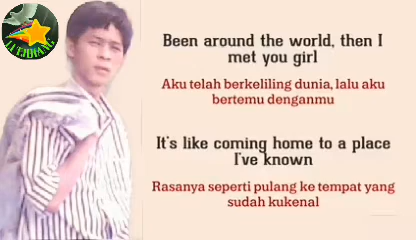 Been around the world, then I
met you girl
Aku telah berkeliling dunia, lalu aku
bertemu denganmu
It's like coming home to a place
I've known
Rasanya seperti pulang ke tempat yang
sudah kukenal